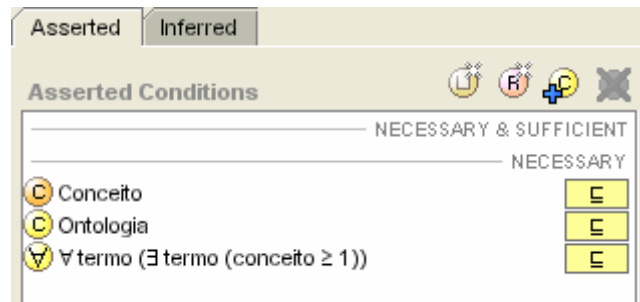 Asserted Inferred
Asserted Conditions
NECESSARY & SUFFICIENT
NECESSARY
C Conceito ⊑
C Ontologia ⊑
∀ ∀ termo (∃ termo (conceito ≥ 1)) ⊑